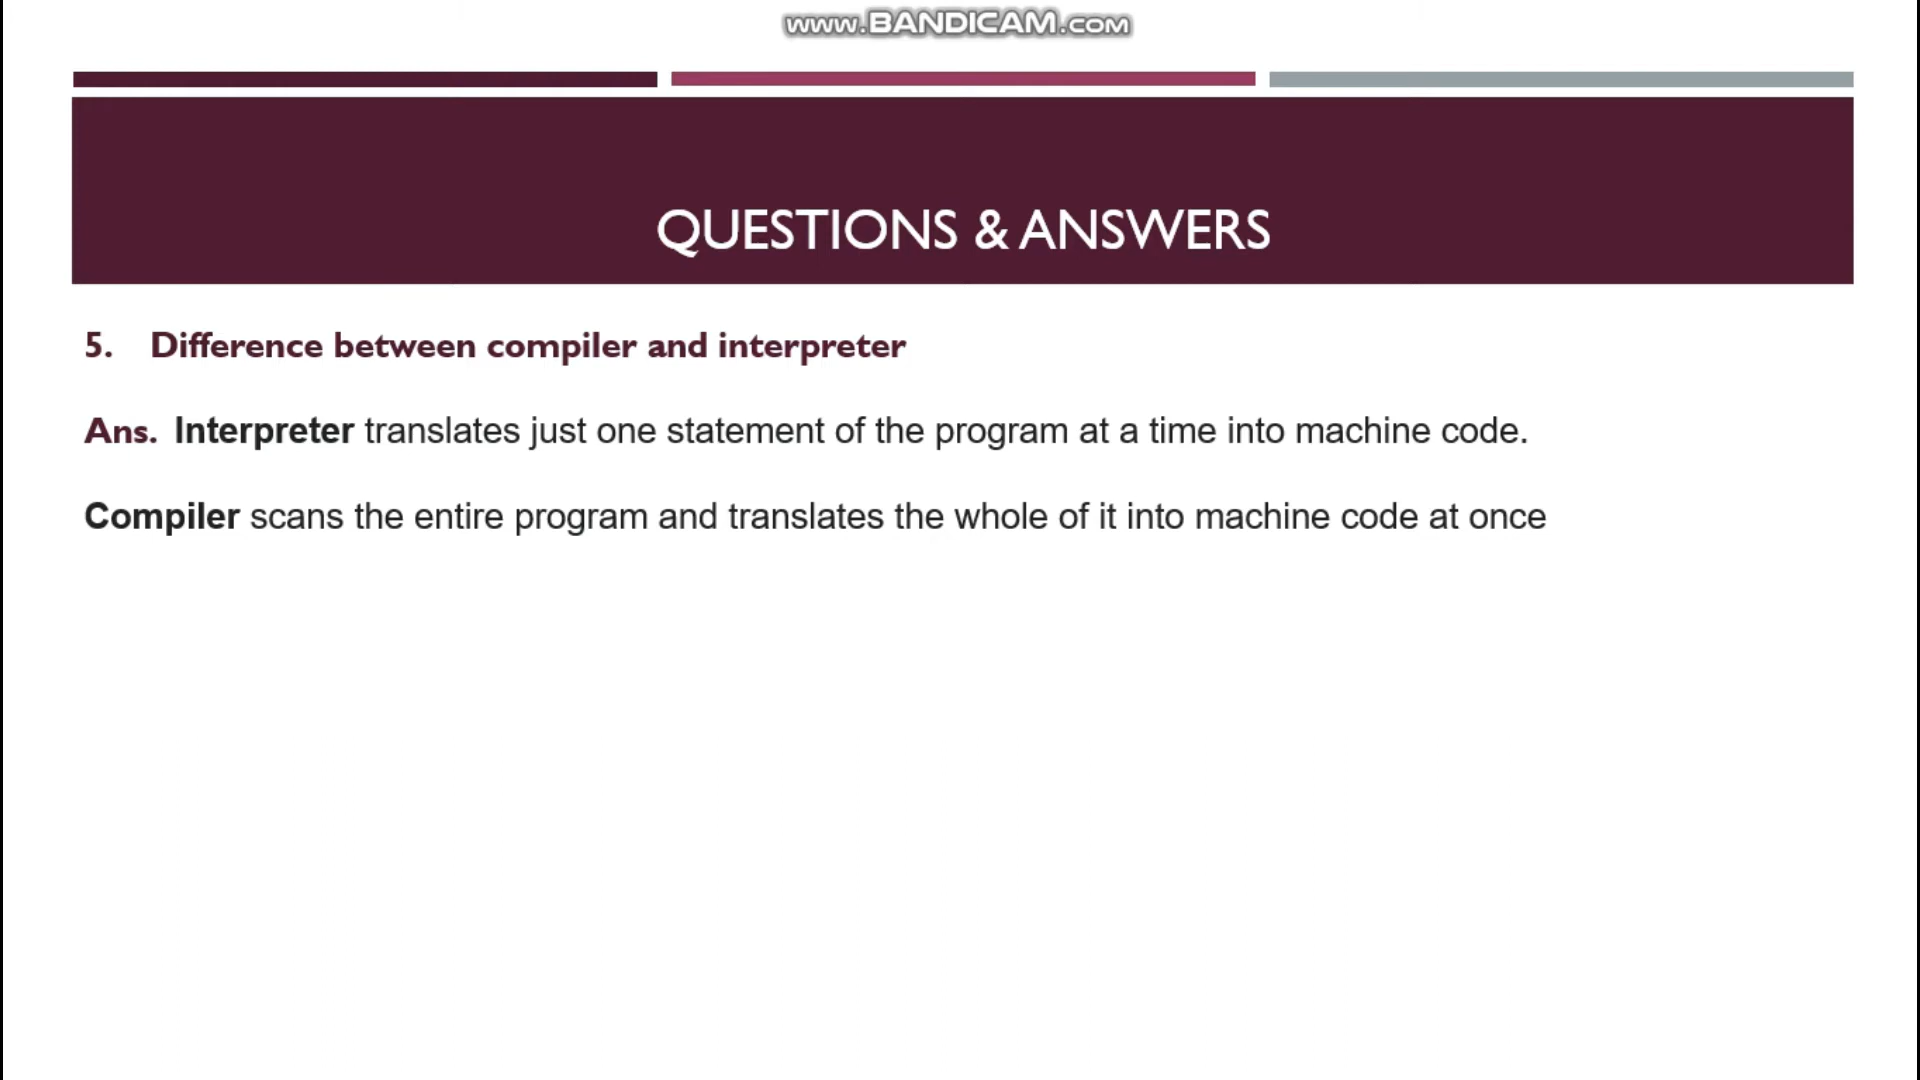 www.BANDICAM.com
QUESTIONS & ANSWERS
5. Difference between compiler and interpreter
Ans. Interpreter translates just one statement of the program at a time into machine code.
Compiler scans the entire program and translates the whole of it into machine code at once